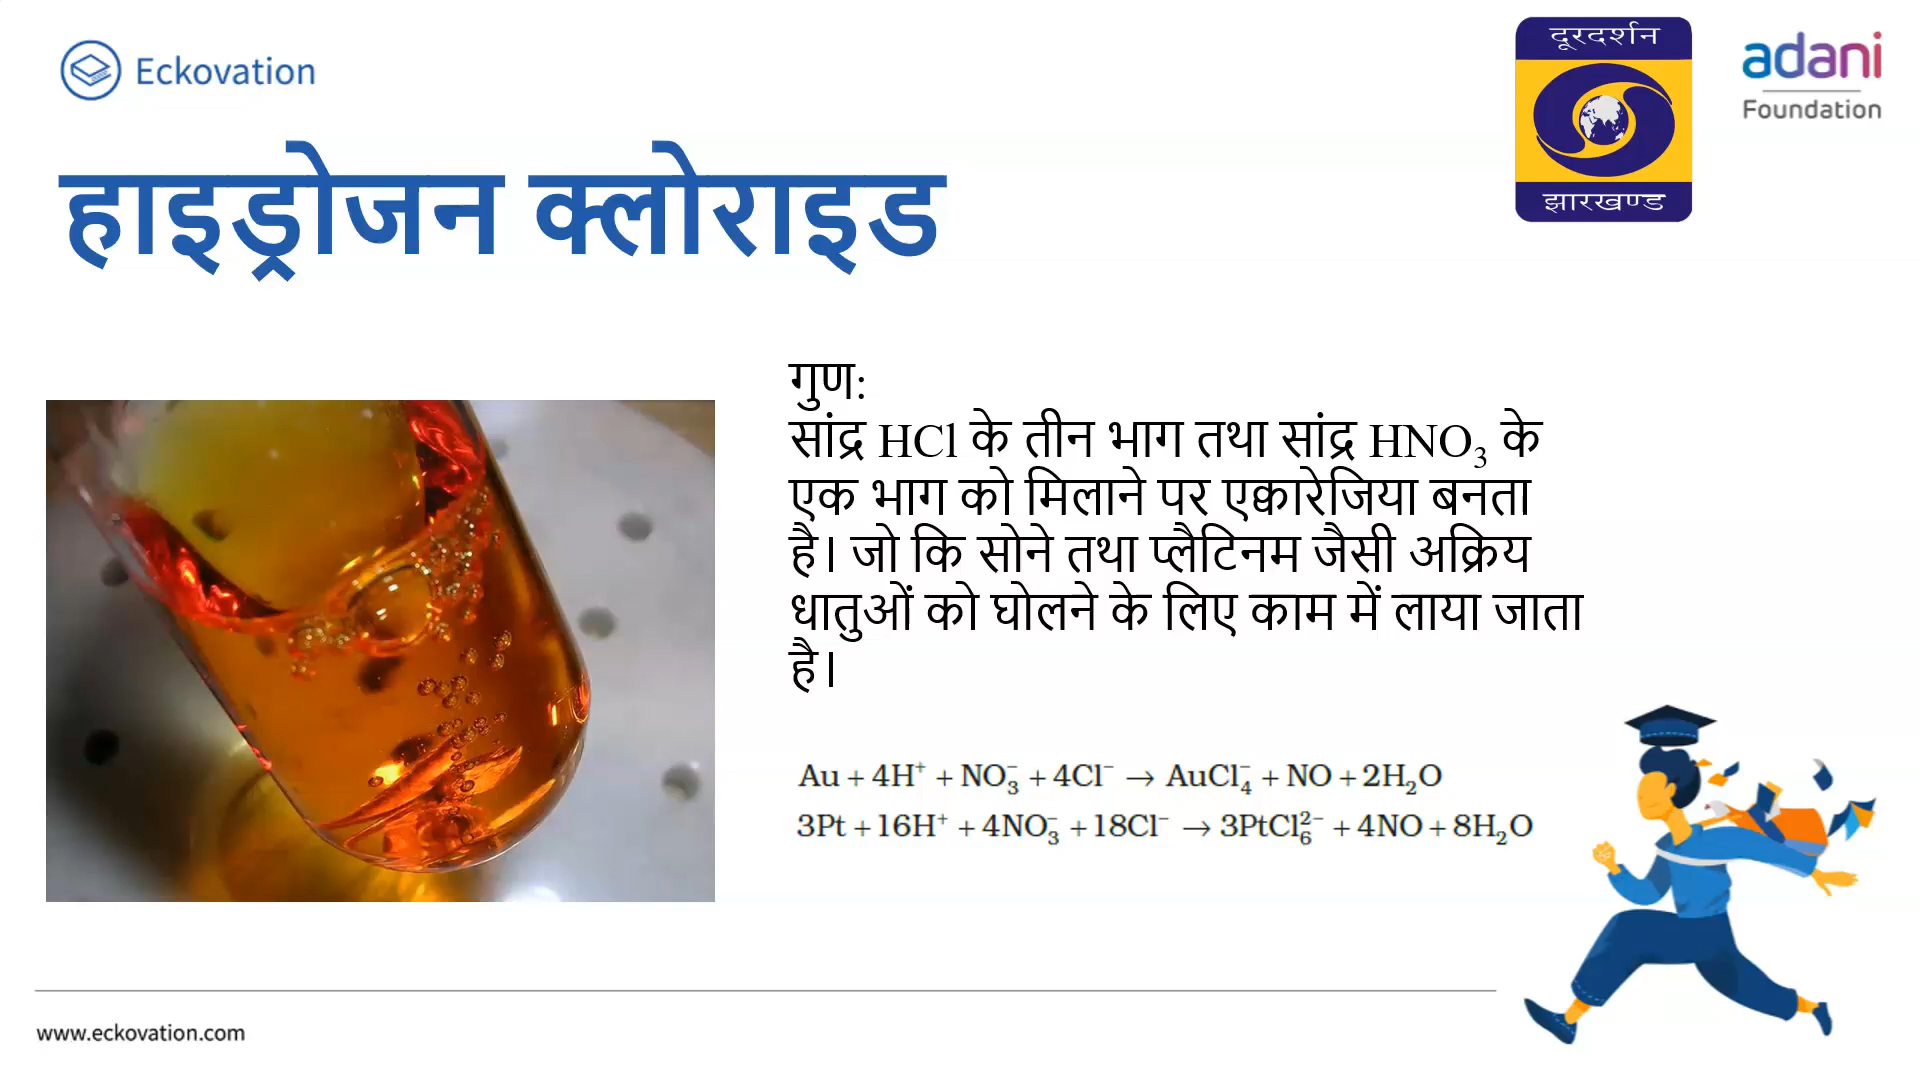 Eckovation
दूरदर्शन
झारखण्ड
adani
Foundation
हाइड्रोजन क्लोराइड
गुण:
सांद्र HCl के तीन भाग तथा सांद्र HNO₃ के
एक भाग को मिलाने पर एक्वारेजिया बनता
है। जो कि सोने तथा प्लैटिनम जैसी अक्रिय
धातुओं को घोलने के लिए काम में लाया जाता
है।
Au + 4H⁺ + NO₃⁻ + 4Cl⁻ → AuCl₄⁻ + NO + 2H₂O
3Pt + 16H⁺ + 4NO₃⁻ + 18Cl⁻ → 3PtCl₆²⁻ + 4NO + 8H₂O
www.eckovation.com